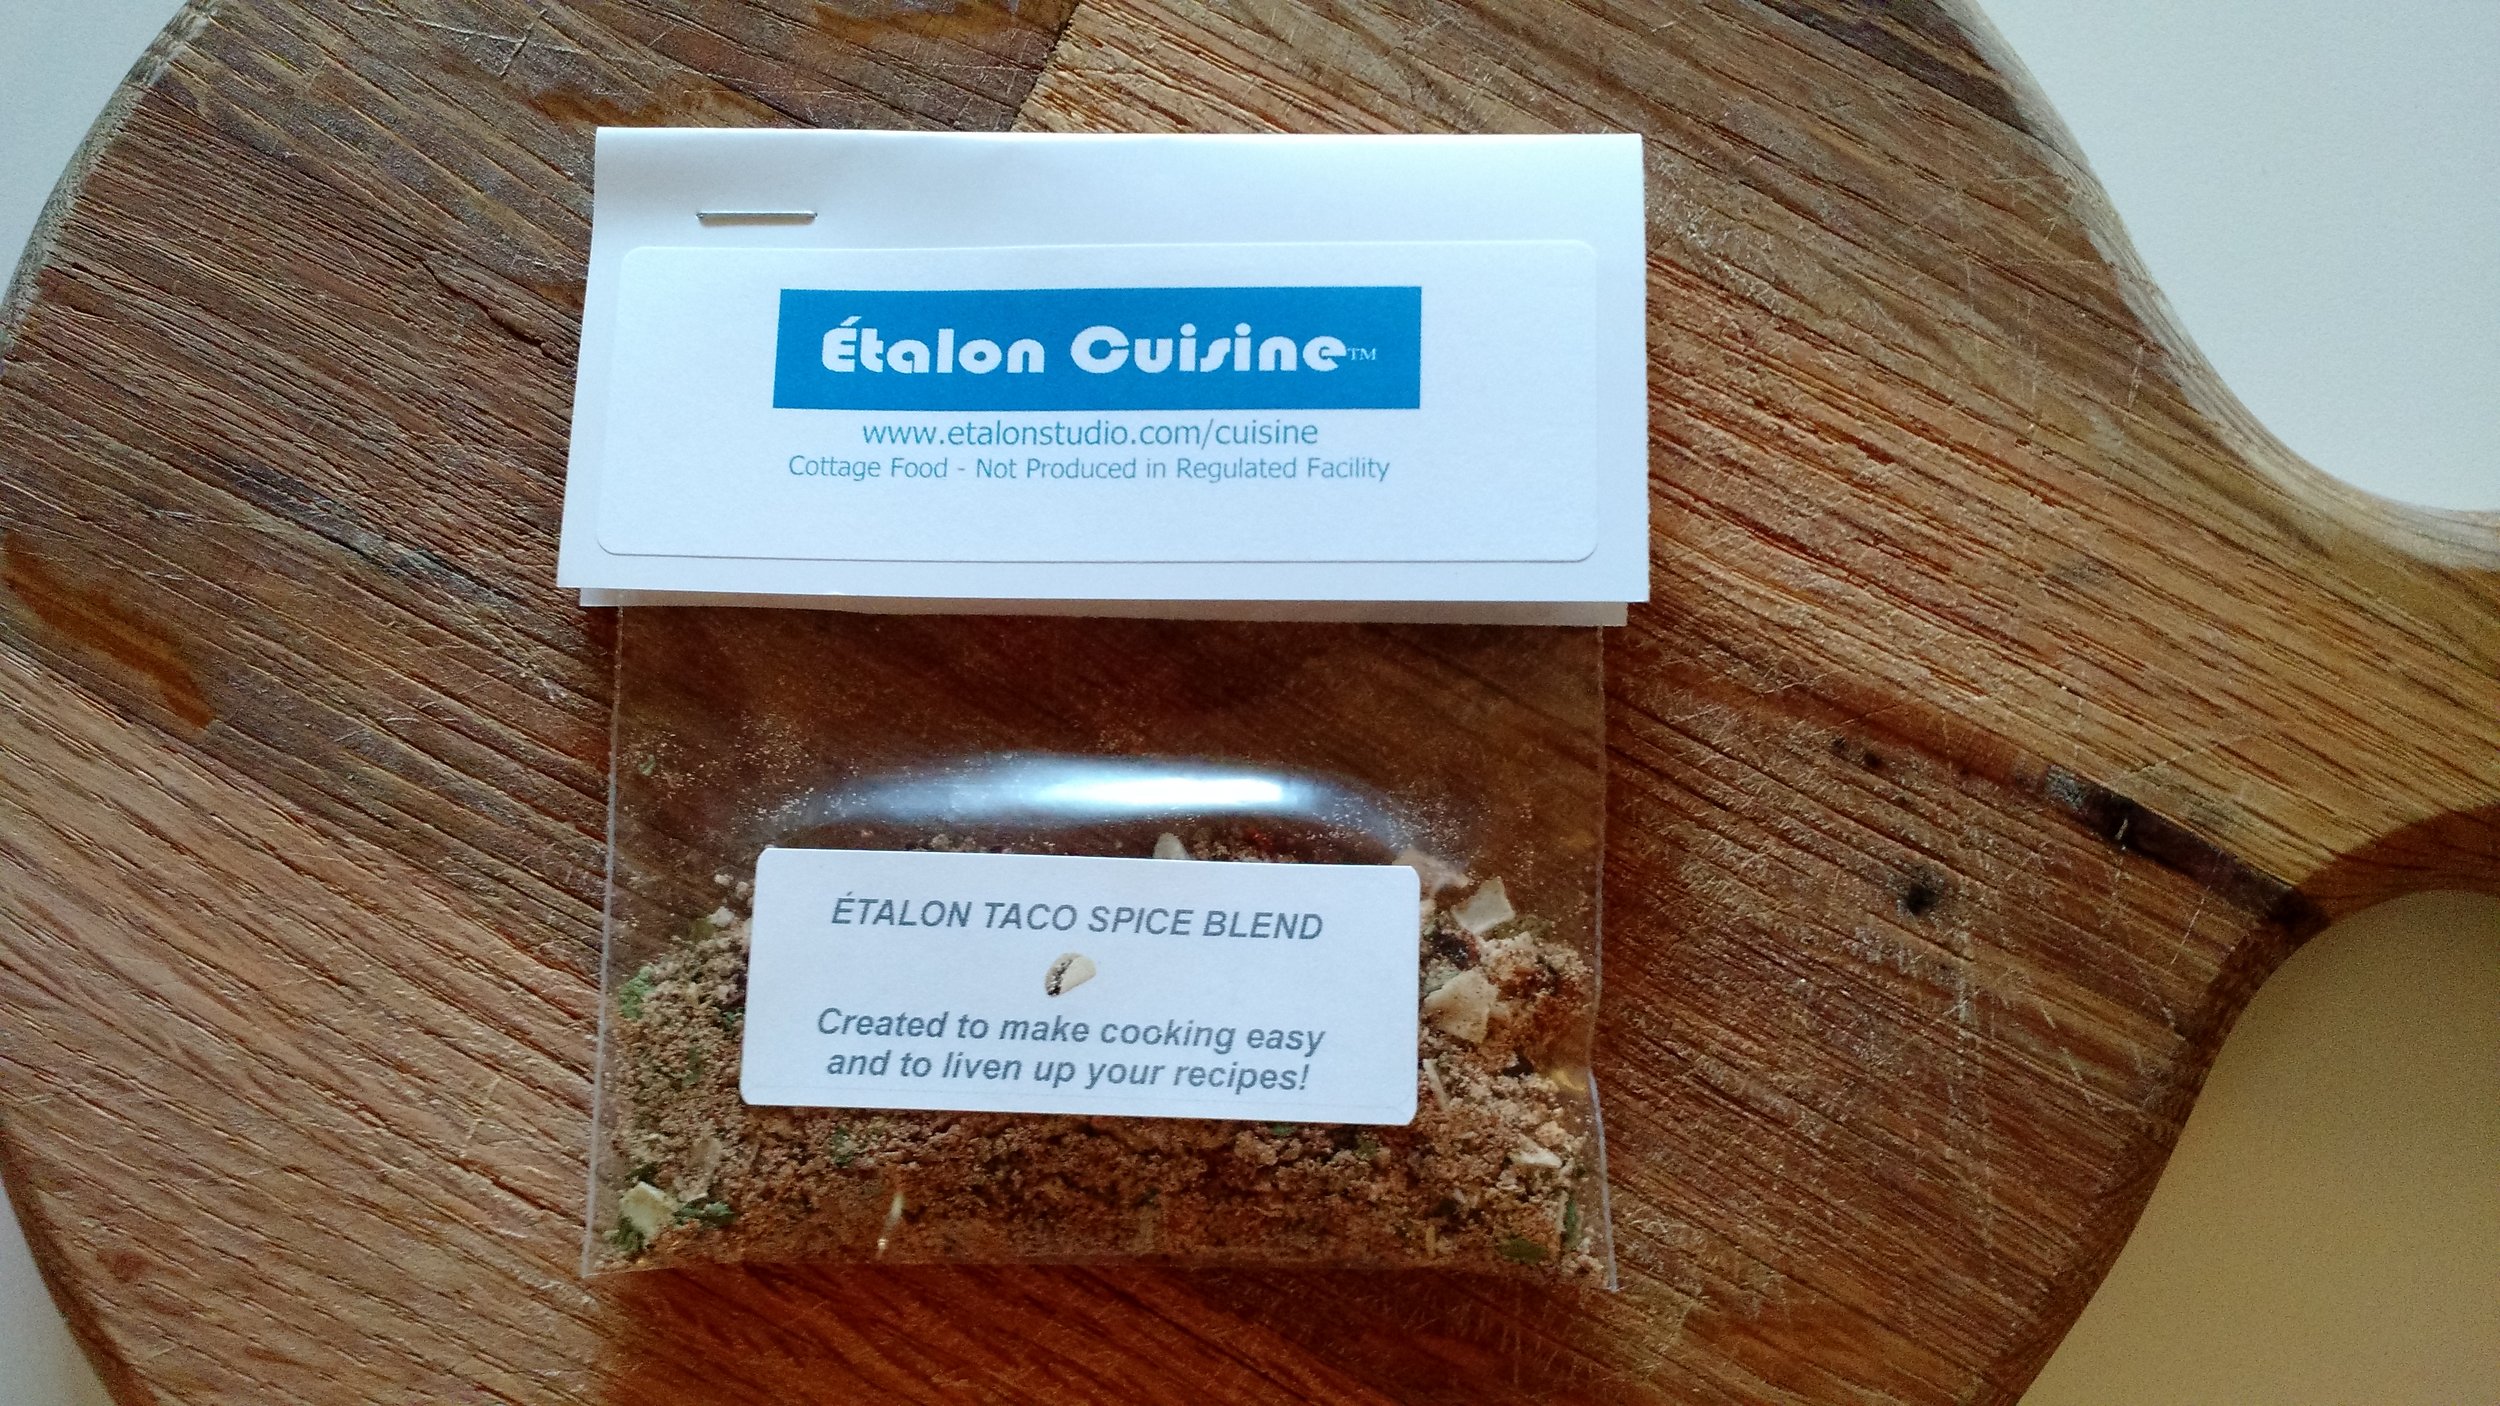 Étalon Cuisine™
www.etalonstudio.com/cuisine
Cottage Food - Not Produced in Regulated Facility
ÉTALON TACO SPICE BLEND
Created to make cooking easy
and to liven up your recipes!